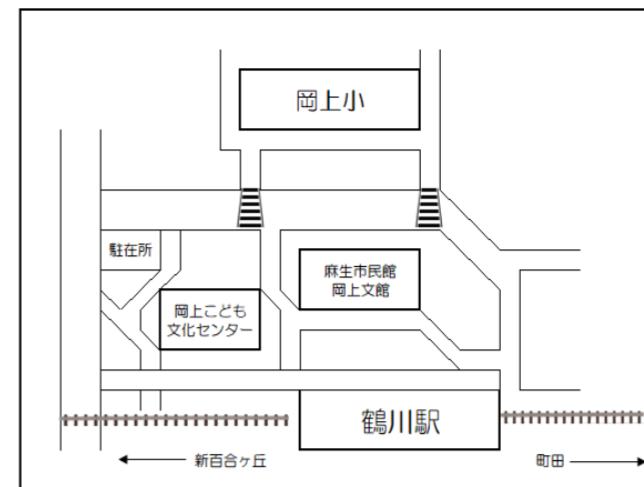 岡上小
駐在所
麻生市民館
岡上文館
岡上こども
文化センター
鶴川駅
新百合ヶ丘
町田